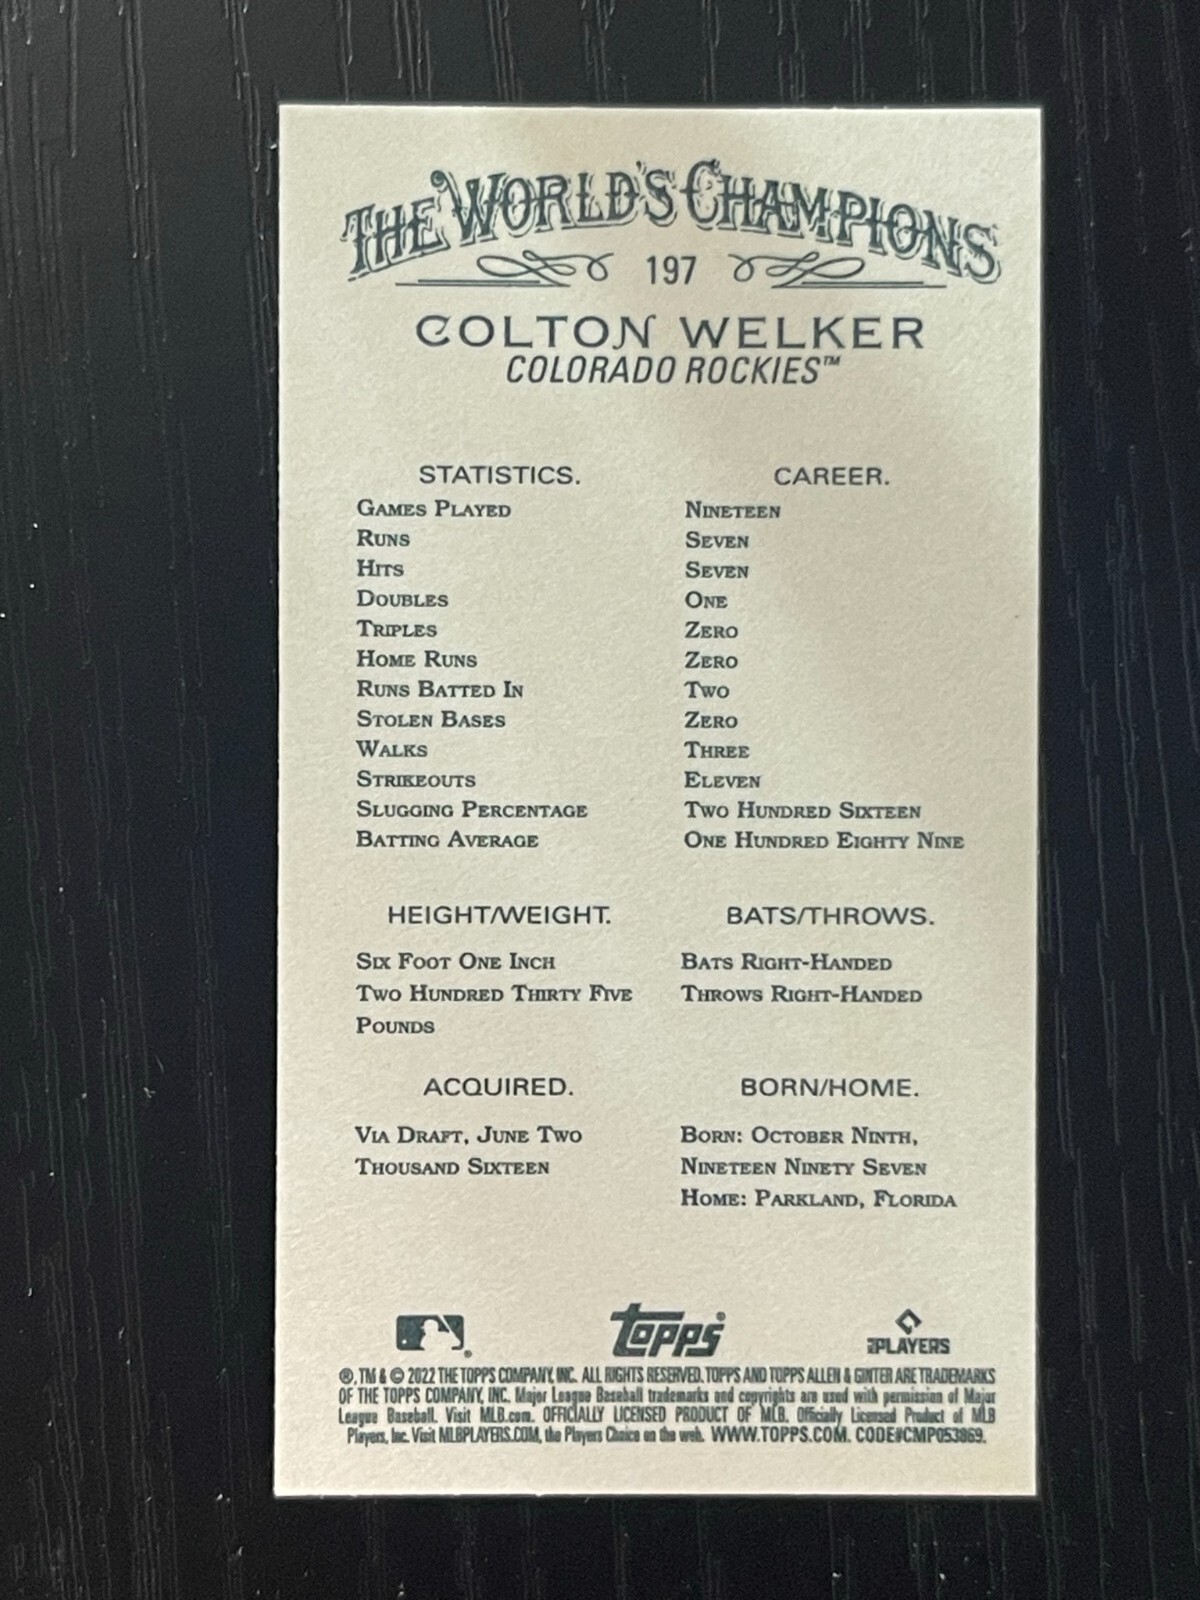 THE WORLD'S CHAMPIONS
197
COLTON WELKER
COLORADO ROCKIES™
STATISTICS. CAREER.
GAMES PLAYED NINETEEN
RUNS SEVEN
HITS SEVEN
DOUBLES ONE
TRIPLES ZERO
HOME RUNS ZERO
RUNS BATTED IN TWO
STOLEN BASES ZERO
WALKS THREE
STRIKEOUTS ELEVEN
SLUGGING PERCENTAGE TWO HUNDRED SIXTEEN
BATTING AVERAGE ONE HUNDRED EIGHTY NINE
HEIGHT/WEIGHT.
SIX FOOT ONE INCH
TWO HUNDRED THIRTY FIVE
POUNDS
BATS/THROWS.
BATS RIGHT-HANDED
THROWS RIGHT-HANDED
ACQUIRED.
VIA DRAFT, JUNE TWO
THOUSAND SIXTEEN
BORN/HOME.
BORN: OCTOBER NINTH,
NINETEEN NINETY SEVEN
HOME: PARKLAND, FLORIDA
® topps® PLAYERS
®, TM & © 2022 THE TOPPS COMPANY, INC. ALL RIGHTS RESERVED. TOPPS AND TOPPS ALLEN & GINTER ARE TRADEMARKS
OF THE TOPPS COMPANY, INC. Major League Baseball trademarks and copyrights are used with permission of Major
League Baseball. Visit MLB.com. OFFICIALLY LICENSED PRODUCT OF MLB. Officially Licensed Product of MLB
Players, Inc. Visit MLBPLAYERS.COM, the Players Choice on the web. WWW.TOPPS.COM. CODE#CMP053869.